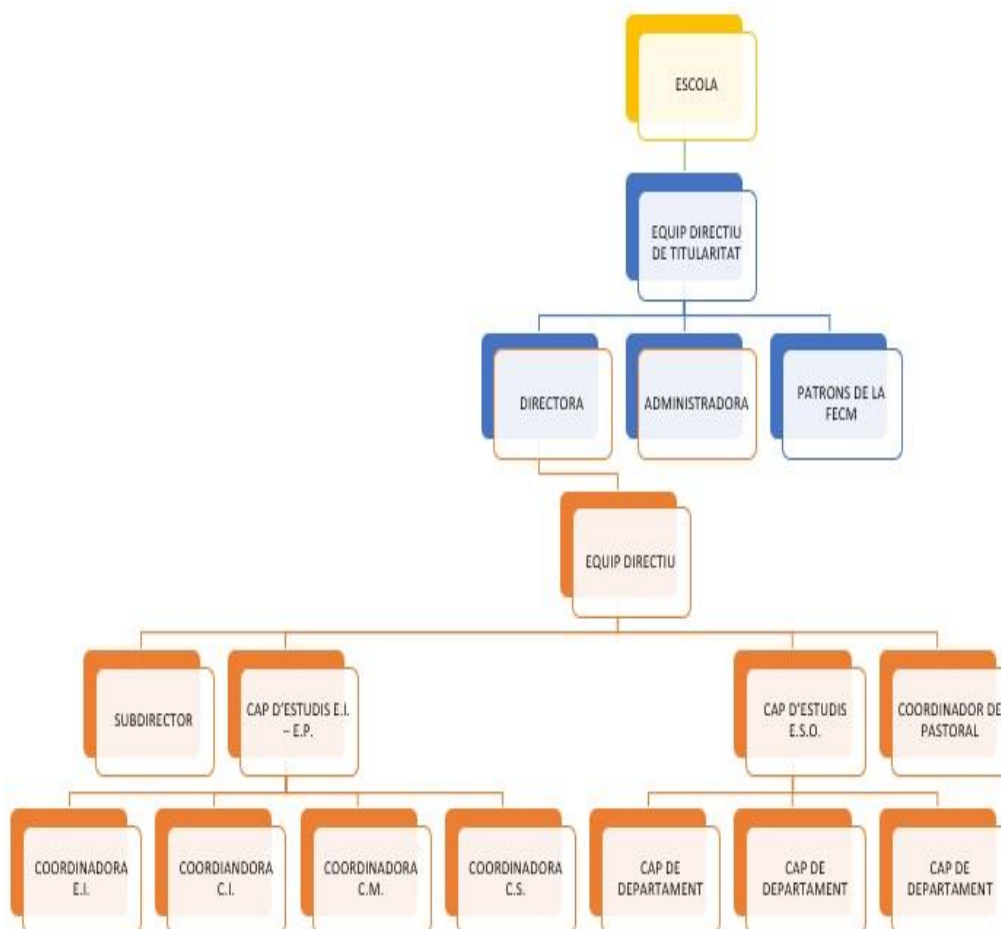 ESCOLA
EQUIP DIRECTIU
DE TITULARITAT
DIRECTORA
ADMINISTRADORA
PATRONS DE LA
FECM
EQUIP DIRECTIU
SUBDIRECTOR
CAP D'ESTUDIS E.I.
– E.P.
CAP D'ESTUDIS
E.S.O.
COORDINADOR DE
PASTORAL
COORDINADORA
E.I.
COORDIANDORA
C.I.
COORDINADORA
C.M.
COORDINADORA
C.S.
CAP DE
DEPARTAMENT
CAP DE
DEPARTAMENT
CAP DE
DEPARTAMENT